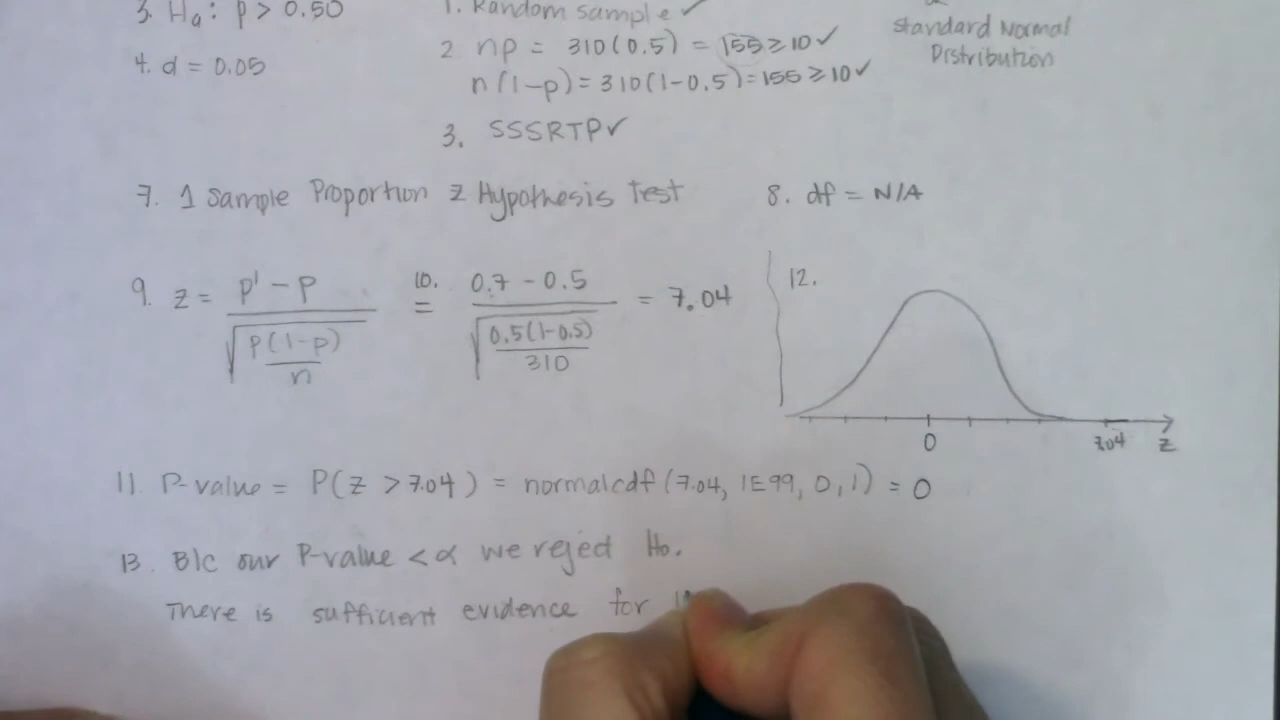 3. Ha: p > 0.50
4. α = 0.05
1. Random sample ✓
2 np = 310(0.5) = 155 ≥ 10 ✓
n(1-p) = 310(1-0.5) = 155 ≥ 10 ✓
3. SSSRTP ✓
Standard Normal
Distribution
7. 1 Sample Proportion z Hypothesis Test
8. df = N/A
9. z = p' - p / √(p(1-p)/n) 10. = 0.7 - 0.5 / √(0.5(1-0.5)/310) = 7.04
12.
0 7.04 z
11. P-value = P(z > 7.04) = normalcdf(7.04, 1E99, 0, 1) = 0
13. B/c our P-value < α we reject Ho.
There is sufficient evidence for